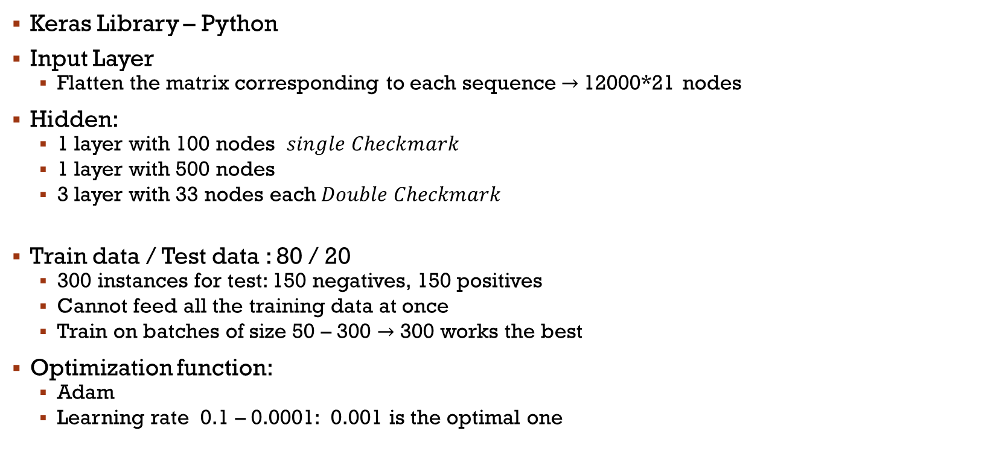 ▪ Keras Library – Python
▪ Input Layer
▪ Flatten the matrix corresponding to each sequence → 12000*21 nodes
▪ Hidden:
▪ 1 layer with 100 nodes single Checkmark
▪ 1 layer with 500 nodes
▪ 3 layer with 33 nodes each Double Checkmark
▪ Train data / Test data : 80 / 20
▪ 300 instances for test: 150 negatives, 150 positives
▪ Cannot feed all the training data at once
▪ Train on batches of size 50 – 300 → 300 works the best
▪ Optimization function:
▪ Adam
▪ Learning rate 0.1 – 0.0001: 0.001 is the optimal one